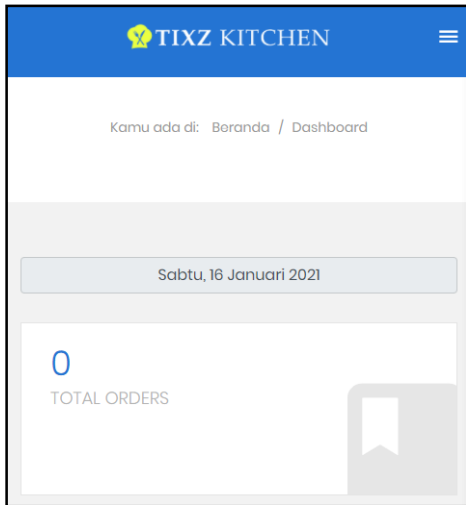 TIXZ KITCHEN
Kamu ada di: Beranda / Dashboard
Sabtu, 16 Januari 2021
0
TOTAL ORDERS